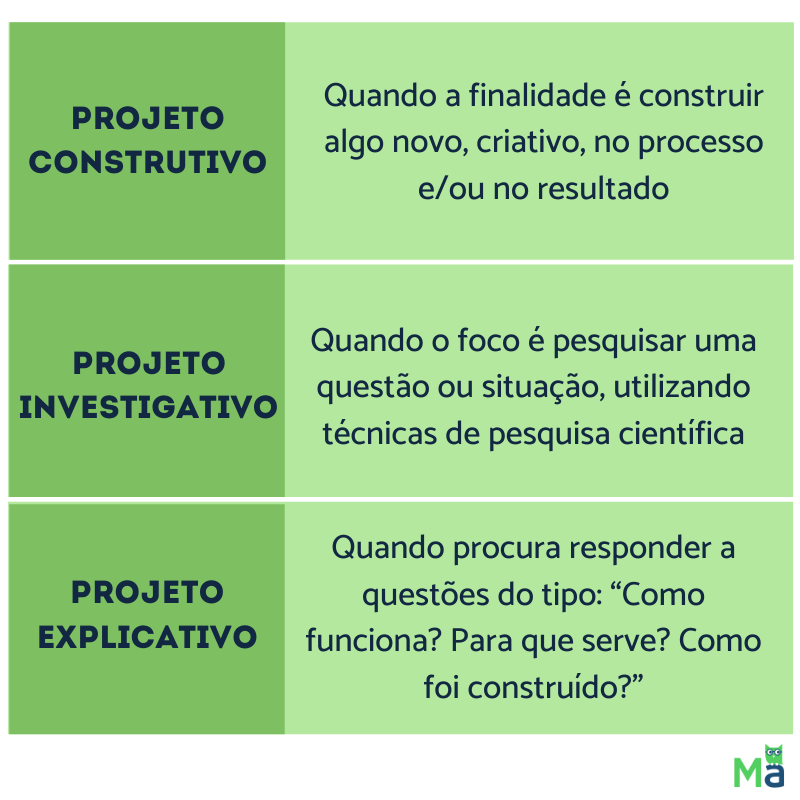 PROJETO
CONSTRUTIVO
Quando a finalidade é construir
algo novo, criativo, no processo
e/ou no resultado
PROJETO
INVESTIGATIVO
Quando o foco é pesquisar uma
questão ou situação, utilizando
técnicas de pesquisa científica
PROJETO
EXPLICATIVO
Quando procura responder a
questões do tipo: “Como
funciona? Para que serve? Como
foi construído?”
Ma